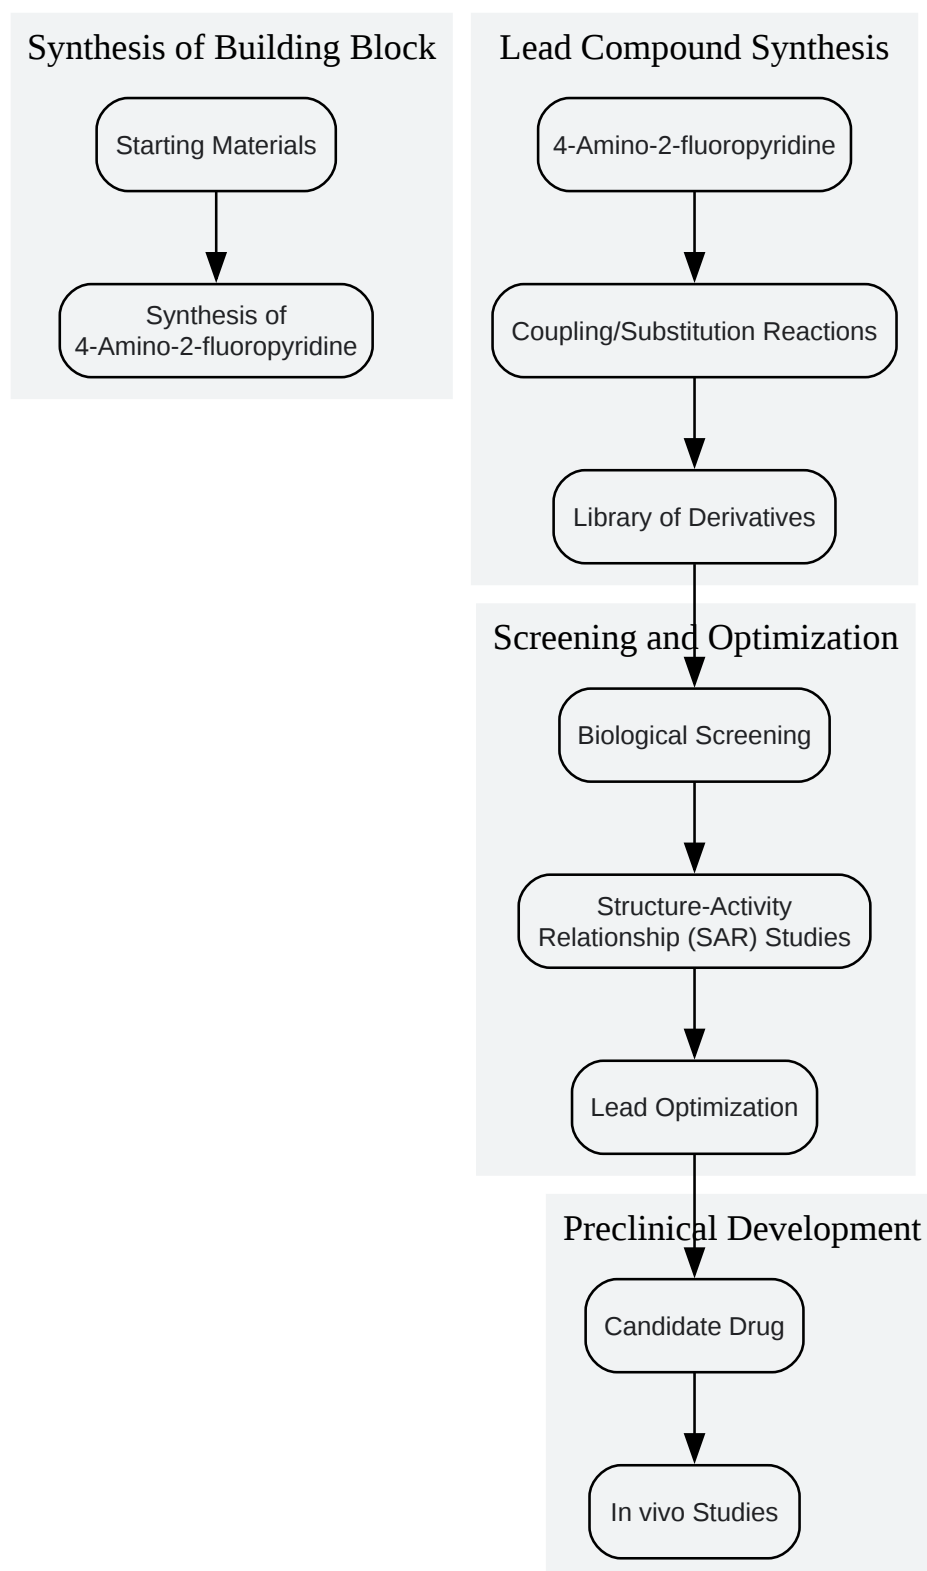 Synthesis of Building Block
Starting Materials
Synthesis of
4-Amino-2-fluoropyridine
Lead Compound Synthesis
4-Amino-2-fluoropyridine
Coupling/Substitution Reactions
Library of Derivatives
Screening and Optimization
Biological Screening
Structure-Activity
Relationship (SAR) Studies
Lead Optimization
Preclinical Development
Candidate Drug
In vivo Studies